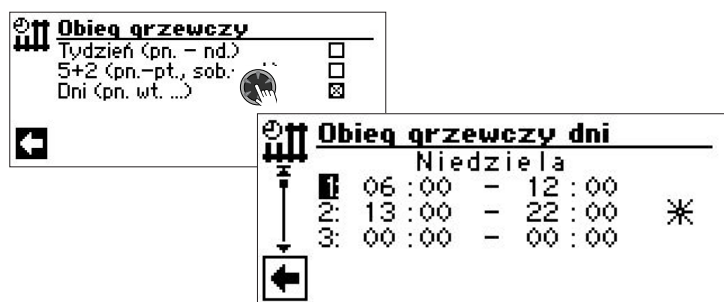 Obieg grzewczy
Tydzień (pn. – nd.)
5+2 (pn.–pt., sob.
Dni (pn. wt. ...)
Obieg grzewczy dni
Niedziela
1: 06:00 – 12:00
2: 13:00 – 22:00
3: 00:00 – 00:00